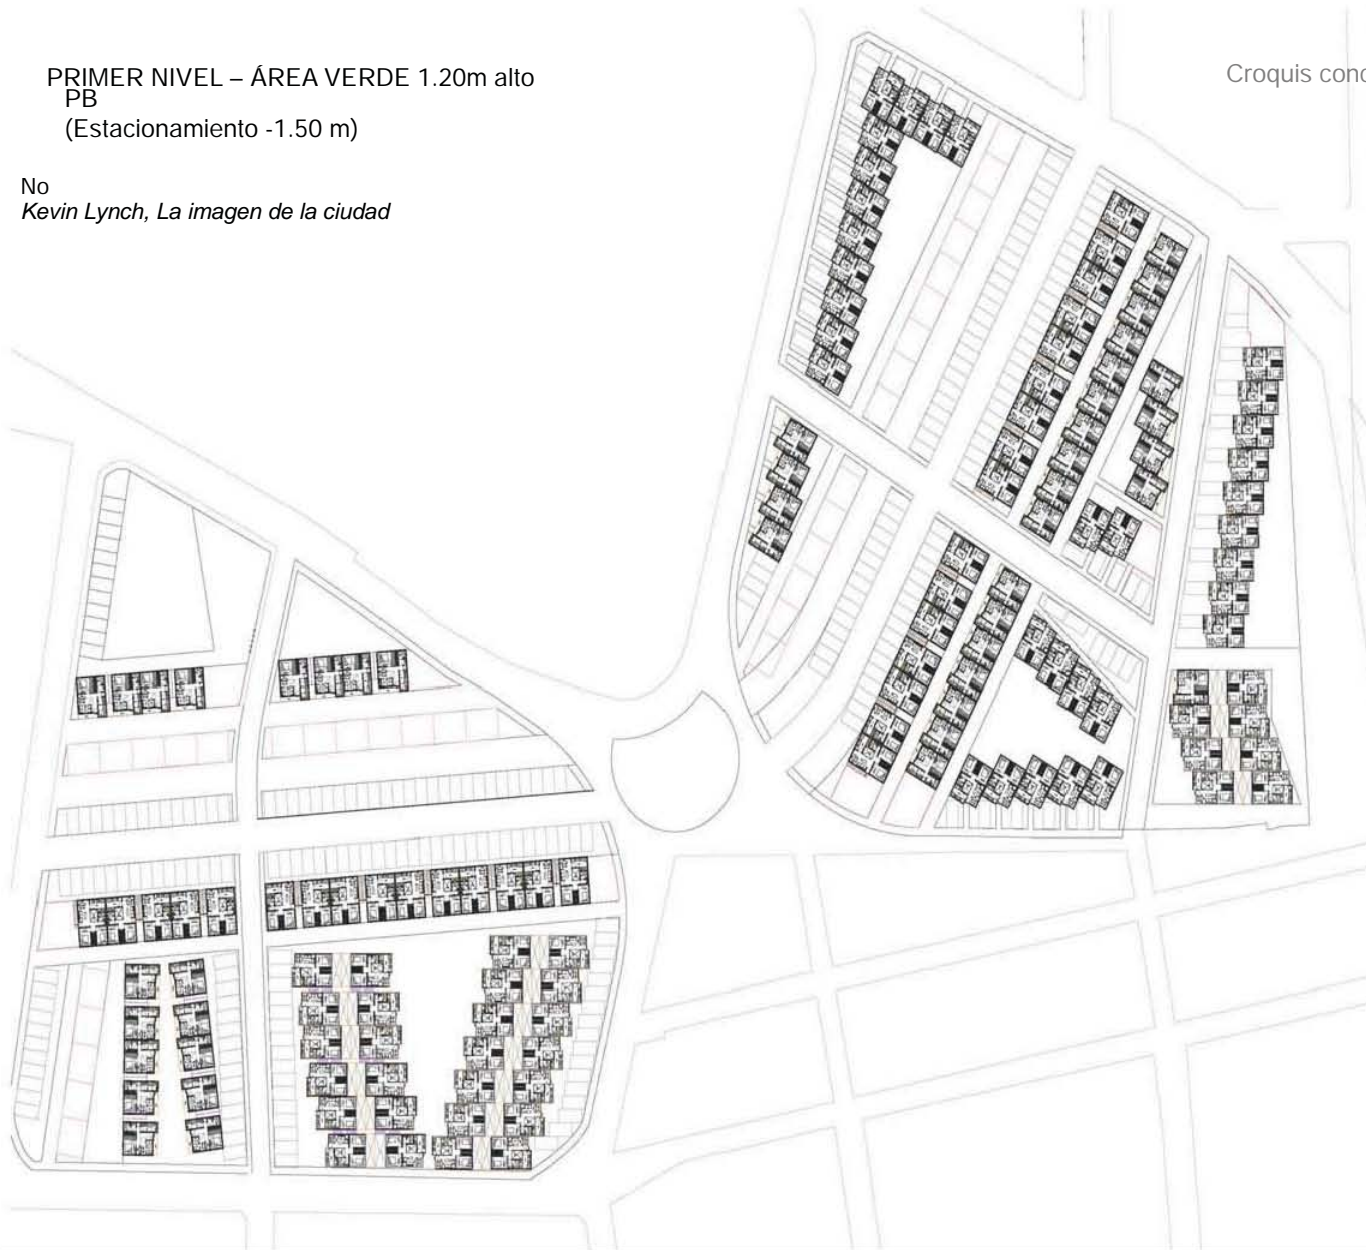 PRIMER NIVEL – ÁREA VERDE 1.20m alto
PB
(Estacionamiento -1.50 m)
No
Kevin Lynch, La imagen de la ciudad
Croquis